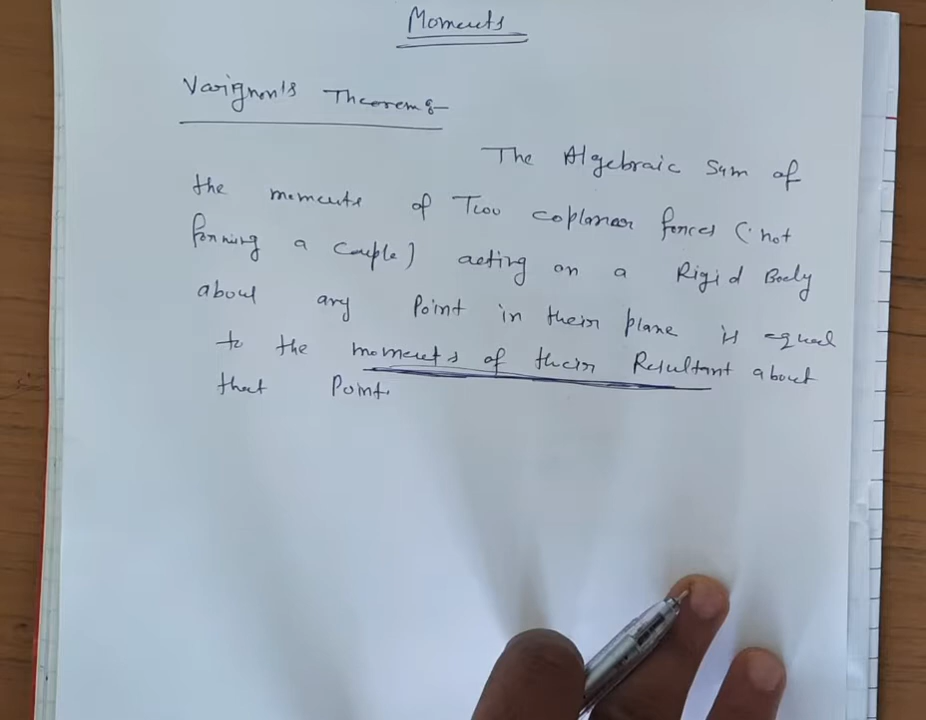 Moments
Varignon's Theorem :-
The Algebraic Sum of
the moments of Two coplanar forces (not
forming a couple) acting on a Rigid Body
about any Point in their plane is equal
to the moments of their Resultant about
that Point.